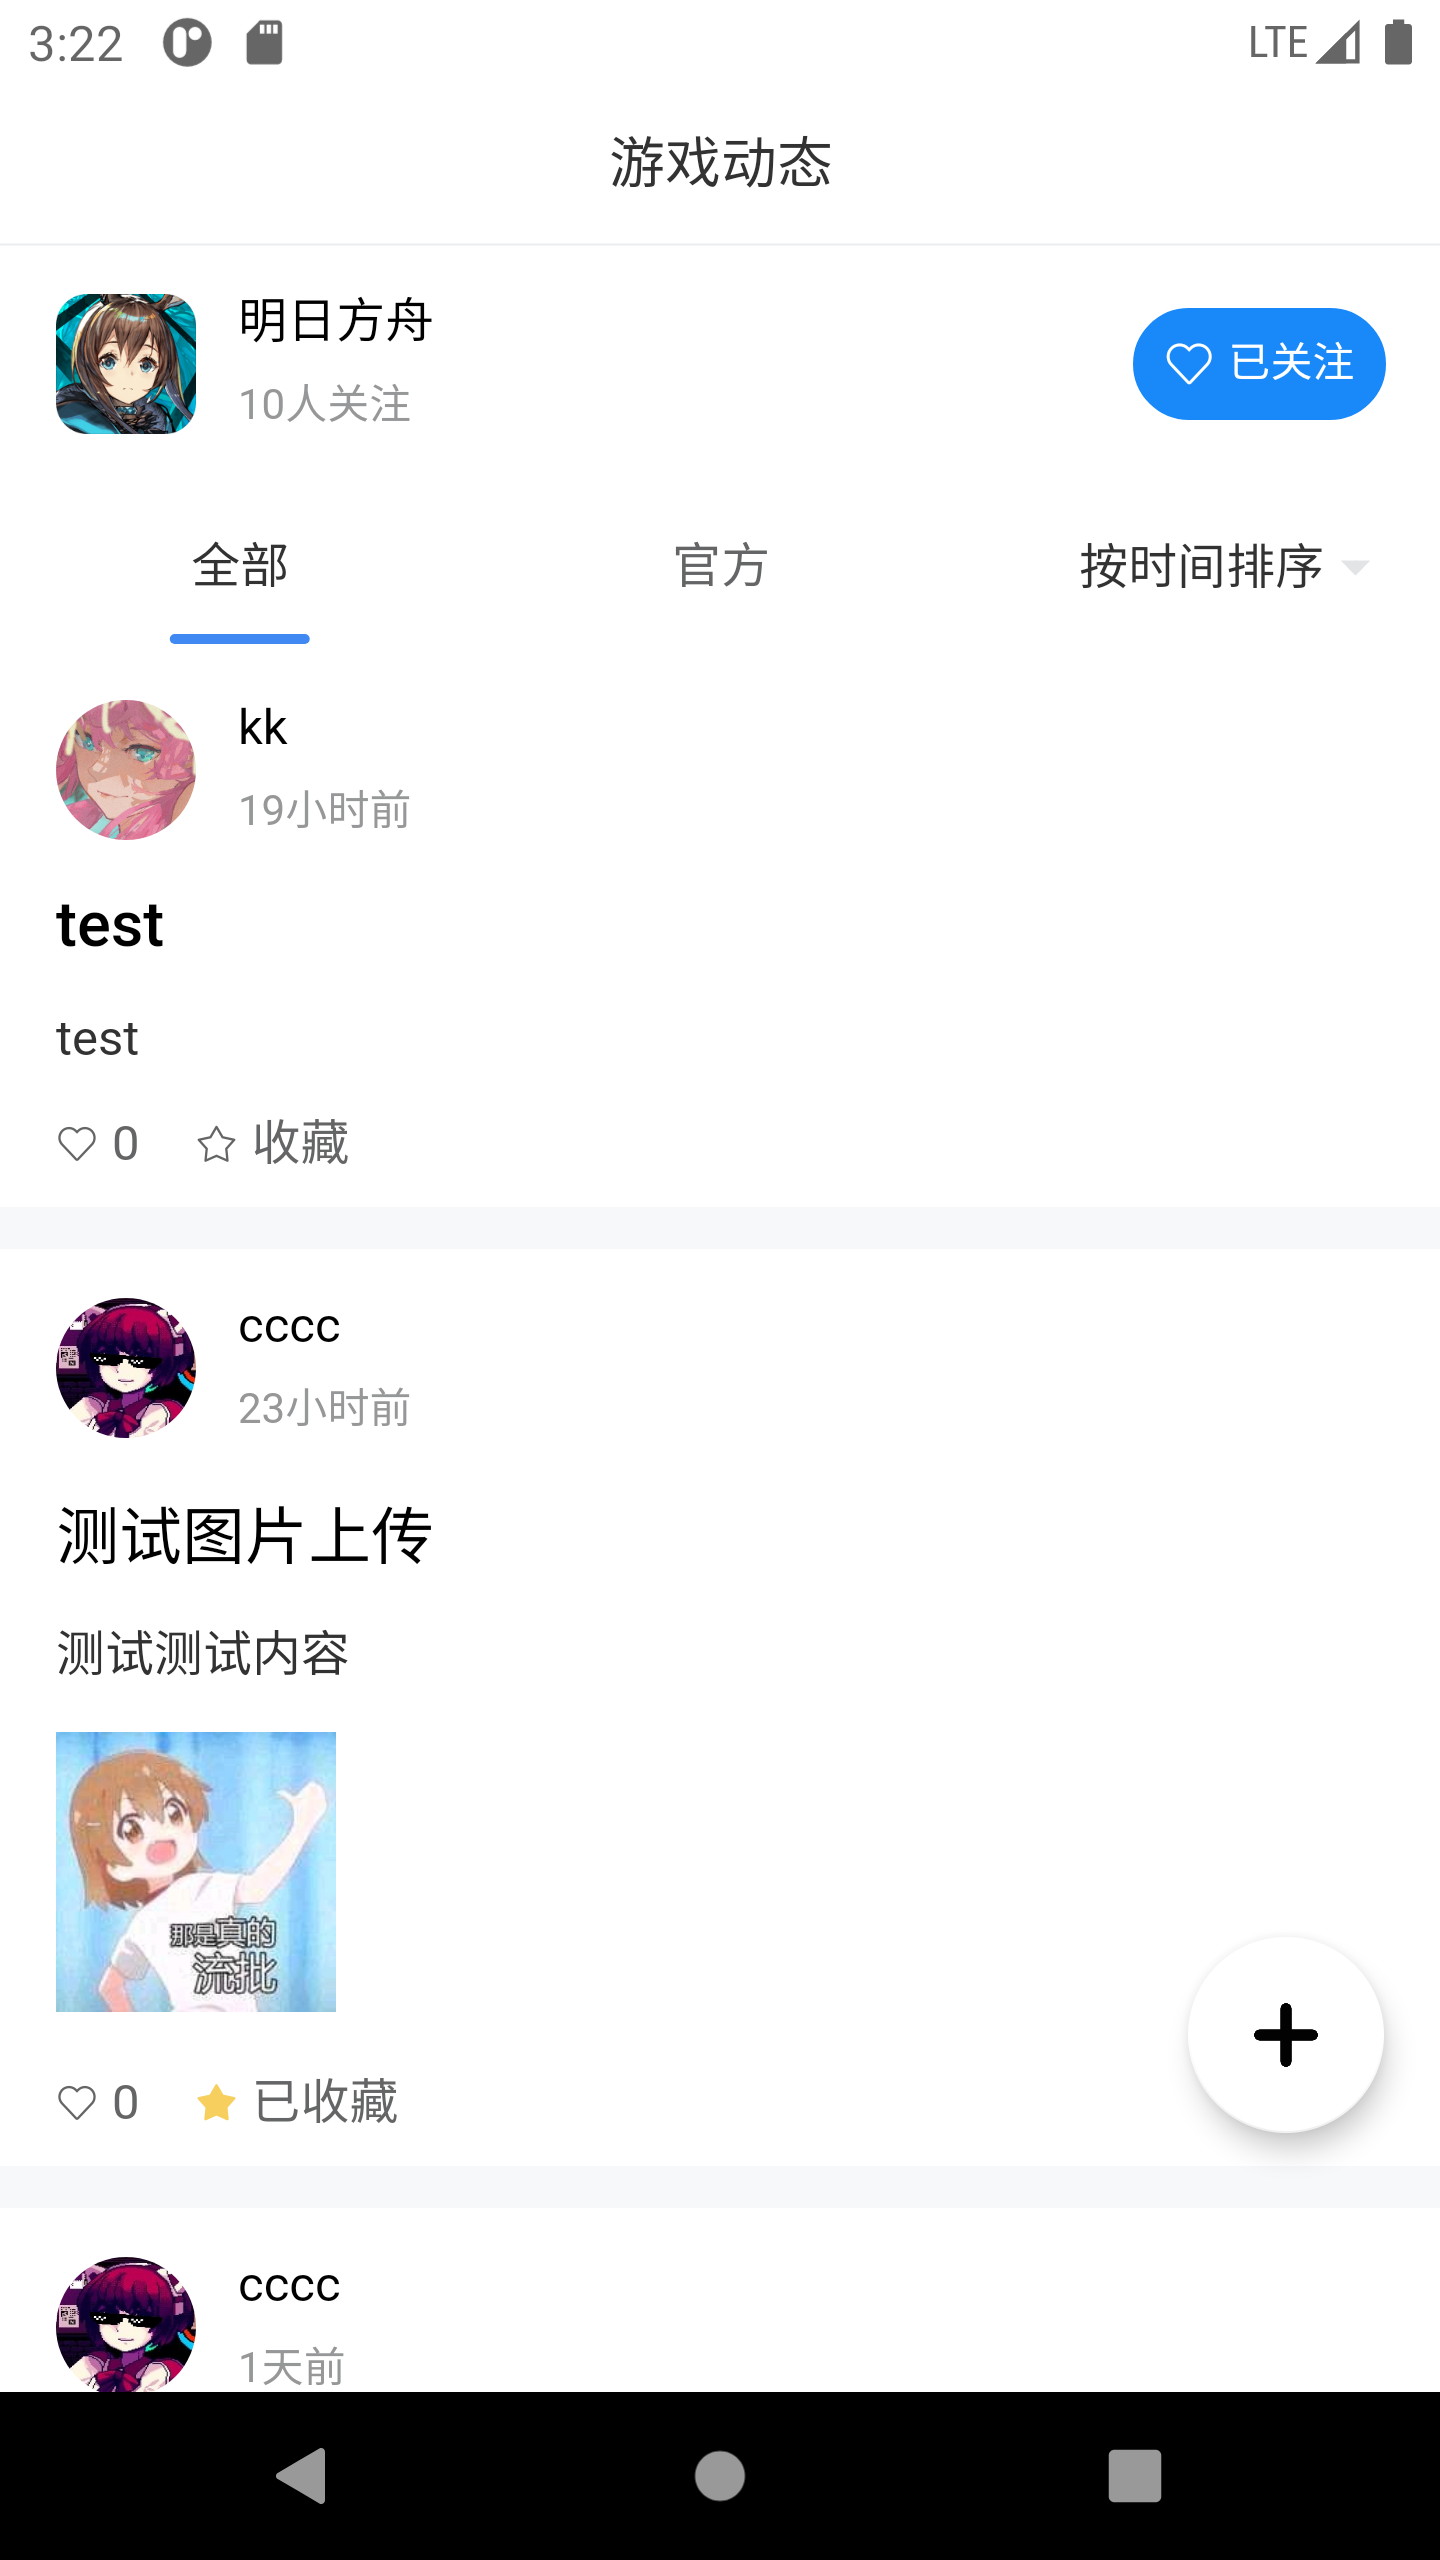 3:22
LTE
游戏动态
明日方舟
10人关注
已关注
全部
官方
按时间排序
kk
19小时前
test
test
0
收藏
cccc
23小时前
测试图片上传
测试测试内容
那是真的
流批
0
已收藏
cccc
1天前